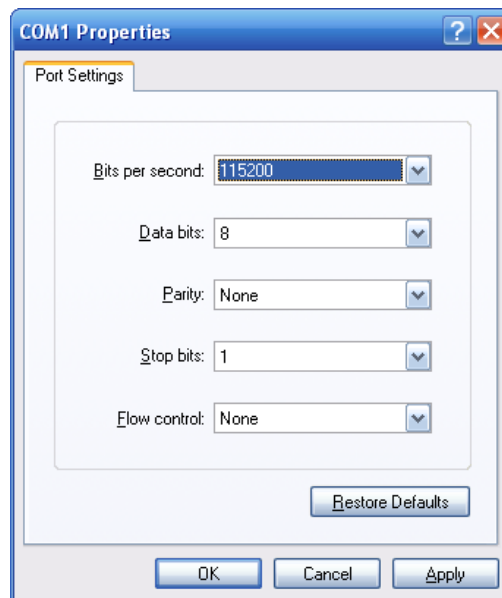 COM1 Properties
Port Settings
Bits per second: 115200
Data bits: 8
Parity: None
Stop bits: 1
Flow control: None
Restore Defaults
OK Cancel Apply